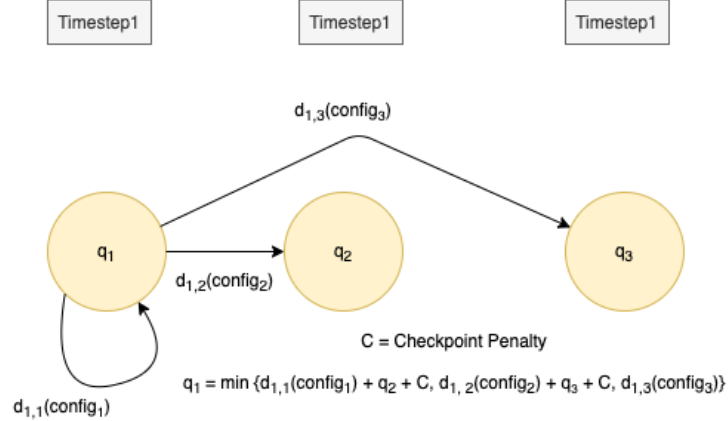 Timestep1 Timestep1 Timestep1
d1,3(config3)
q1 q2 q3
d1,2(config2)
C = Checkpoint Penalty
q1 = min {d1,1(config1) + q2 + C, d1, 2(config2) + q3 + C, d1,3(config3)}
d1,1(config1)